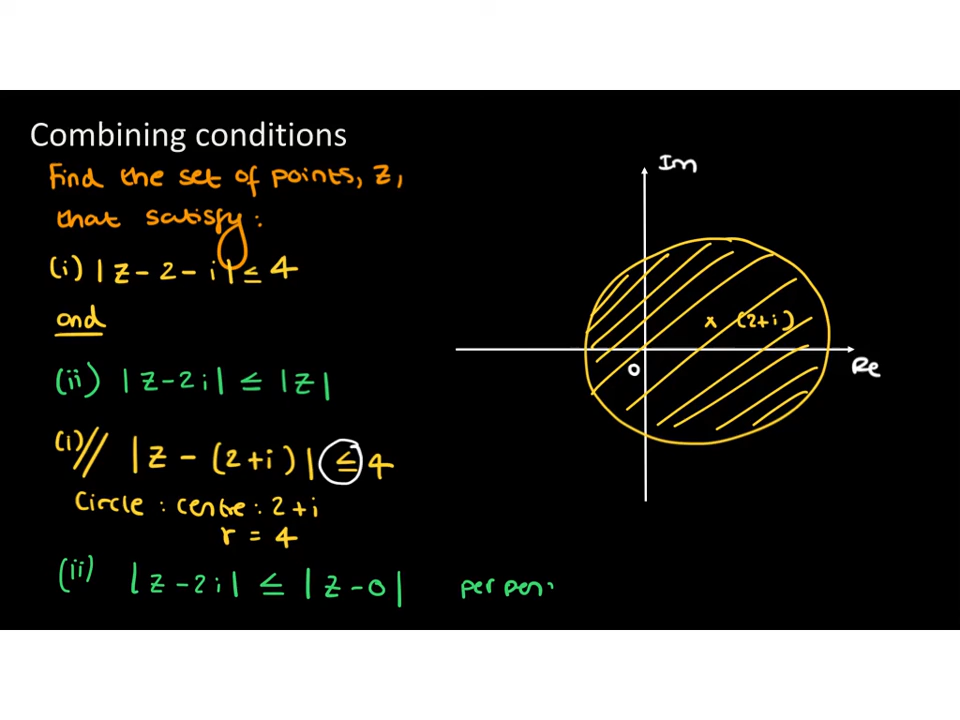 Combining conditions
Find the set of points, z,
that satisfy:
(i) |z - 2 - i| ≤ 4
and
(ii) |z - 2i| ≤ |z|
(i)// |z - (2+i)| ≤ 4
Circle : centre : 2 + i
r = 4
(ii) |z - 2i| ≤ |z - 0| perpen
Im
x (2+i)
0
Re